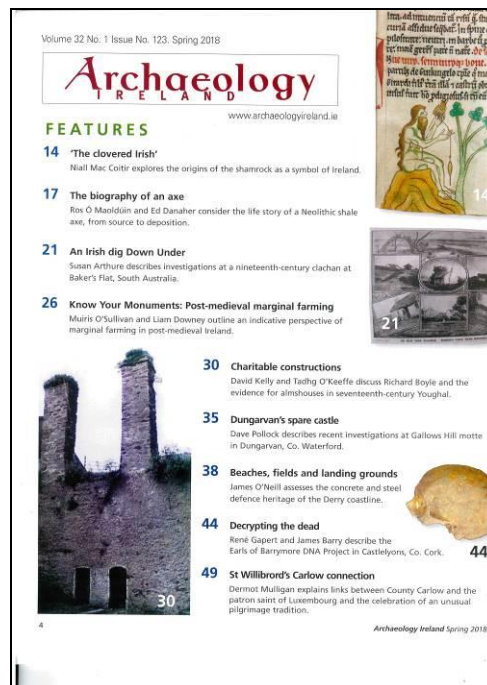 Volume 32 No. 1 Issue No. 123. Spring 2018
Archaeology
IRELAND
www.archaeologyireland.ie
FEATURES
14 ‘The clovered Irish’
Niall Mac Coitir explores the origins of the shamrock as a symbol of Ireland.
17 The biography of an axe
Ros Ó Maoldúin and Ed Danaher consider the life story of a Neolithic shale
axe, from source to deposition.
21 An Irish dig Down Under
Susan Arthure describes investigations at a nineteenth-century clachan at
Baker's Flat, South Australia.
26 Know Your Monuments: Post-medieval marginal farming
Muiris O'Sullivan and Liam Downey outline an indicative perspective of
marginal farming in post-medieval Ireland.
14
21
30 Charitable constructions
David Kelly and Tadhg O'Keeffe discuss Richard Boyle and the
evidence for almshouses in seventeenth-century Youghal.
35 Dungarvan's spare castle
Dave Pollock describes recent investigations at Gallows Hill motte
in Dungarvan, Co. Waterford.
38 Beaches, fields and landing grounds
James O'Neill assesses the concrete and steel
defence heritage of the Derry coastline.
44 Decrypting the dead
René Gapert and James Barry describe the
Earls of Barrymore DNA Project in Castlelyons, Co. Cork.
44
49 St Willibrord's Carlow connection
Dermot Mulligan explains links between County Carlow and the
patron saint of Luxembourg and the celebration of an unusual
pilgrimage tradition.
30
4
Archaeology Ireland Spring 2018